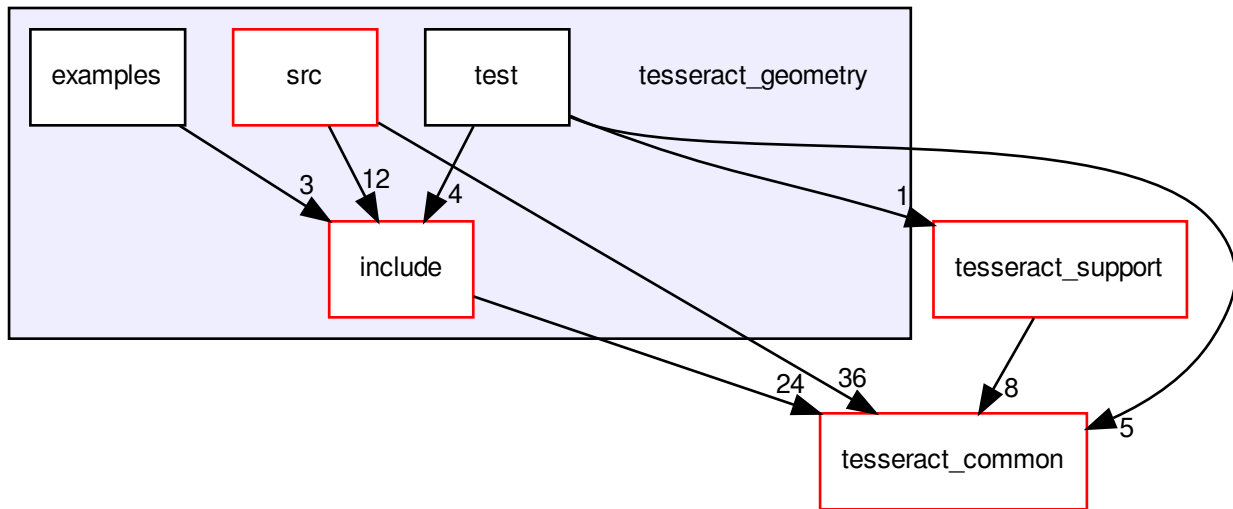 examples
src
test
tesseract_geometry
3
12
4
1
include
tesseract_support
24
36
8
5
tesseract_common